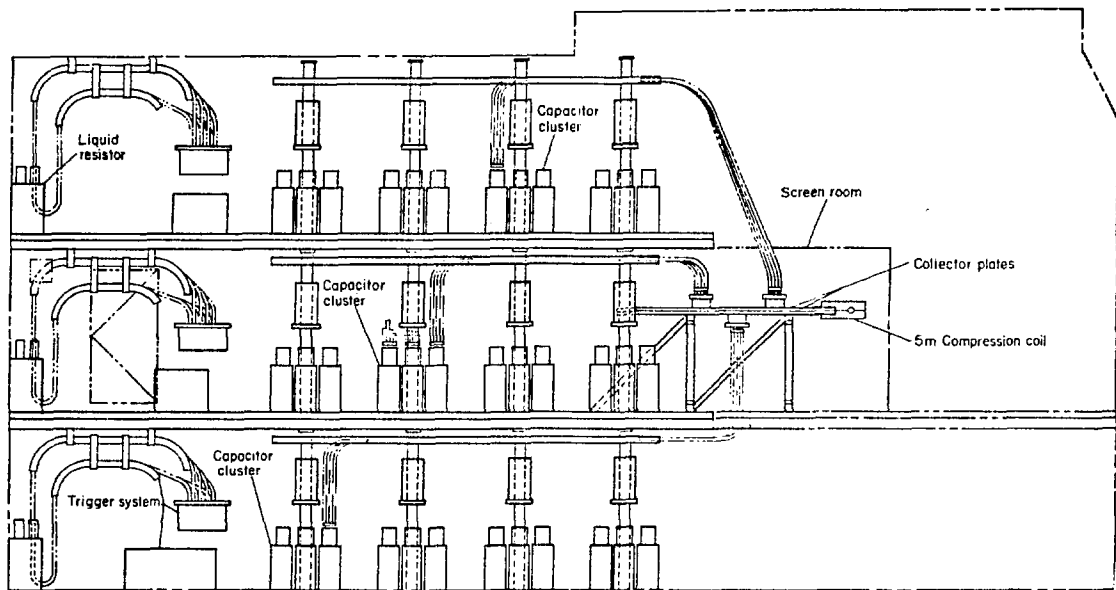 Capacitor
cluster
Liquid
resistor
Screen room
Collector plates
Capacitor
cluster
5m Compression coil
Capacitor
cluster
Trigger system